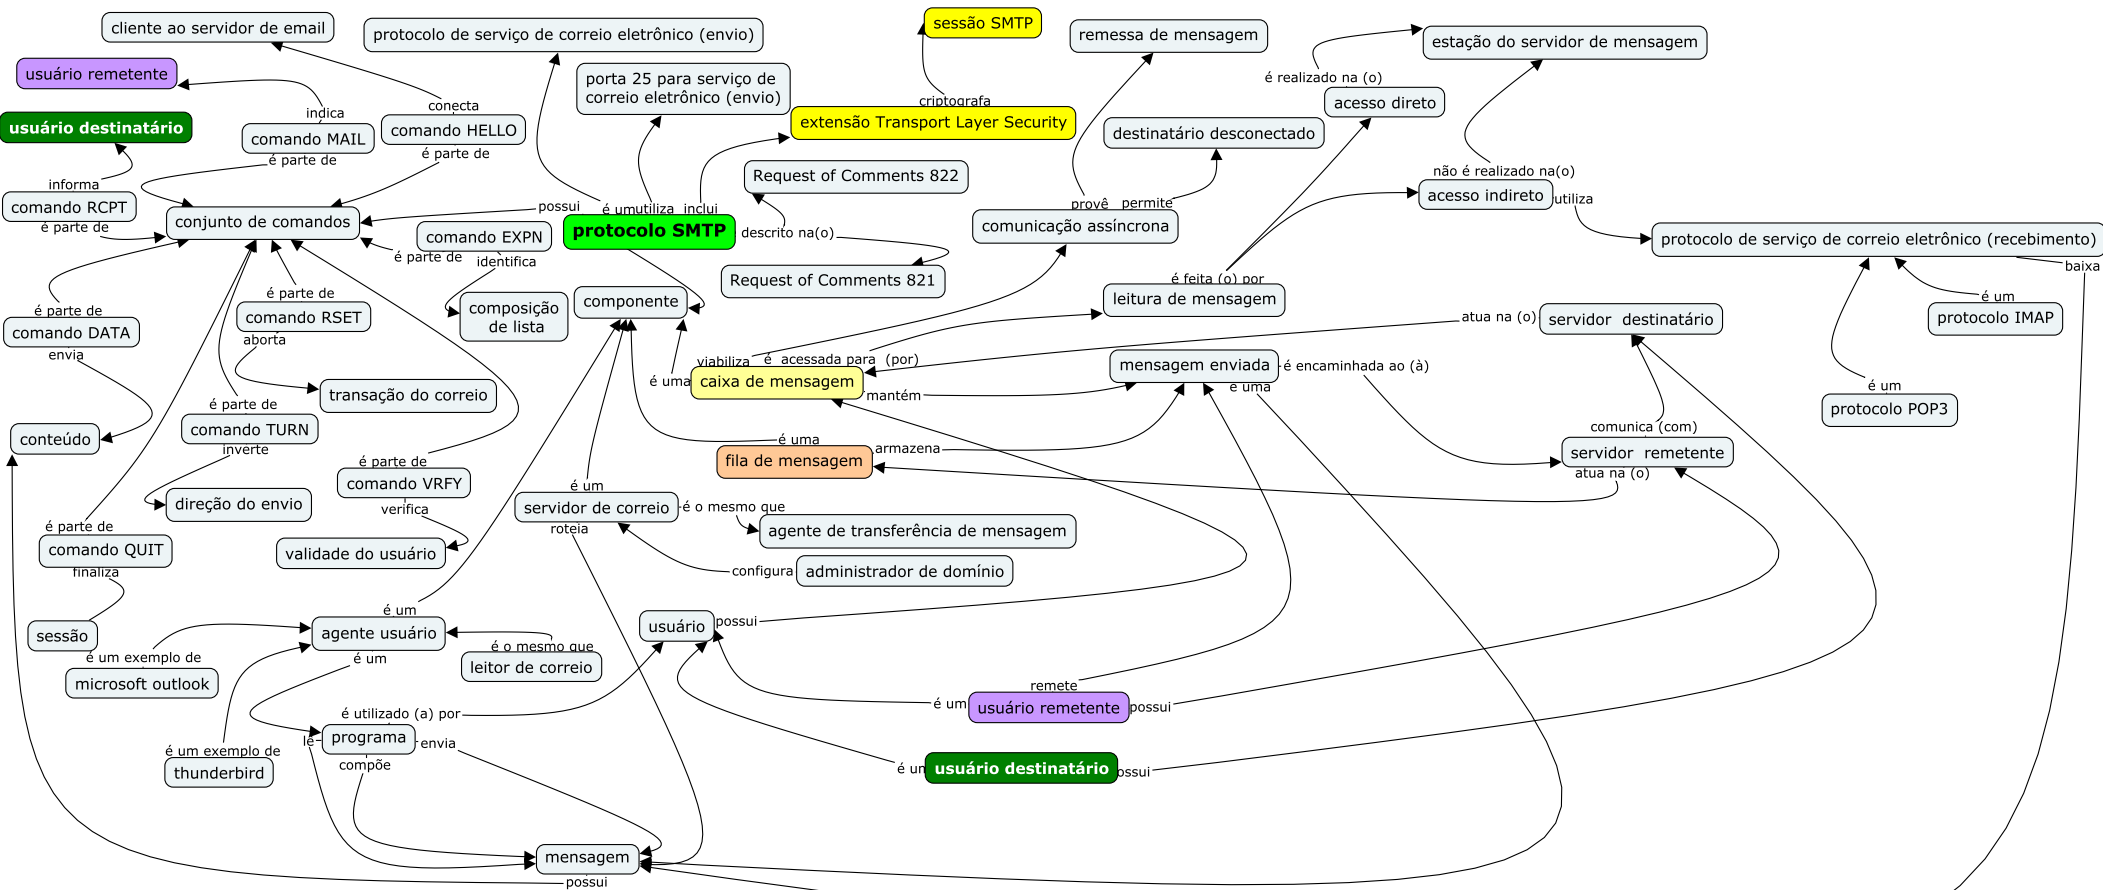 cliente ao servidor de email
protocolo de serviço de correio eletrônico (envio)
sessão SMTP
remessa de mensagem
estação do servidor de mensagem
usuário remetente
porta 25 para serviço de
correio eletrônico (envio)
é realizado na (o)
indica
conecta
criptografa
acesso direto
usuário destinatário
comando MAIL
comando HELLO
extensão Transport Layer Security
destinatário desconectado
é parte de
é parte de
Request of Comments 822
não é realizado na(o)
informa
acesso indireto
utiliza
comando RCPT
é parte de
conjunto de comandos
possui
é um
utiliza
inclui
provê
permite
comunicação assíncrona
protocolo SMTP
descrito na(o)
comando EXPN
é parte de
identifica
protocolo de serviço de correio eletrônico (recebimento)
baixa
Request of Comments 821
é feita (o) por
leitura de mensagem
é parte de
comando RSET
aborta
composição
de lista
componente
é um
protocolo IMAP
é parte de
comando DATA
envia
atua na (o)
servidor destinatário
viabiliza
é acessada para (por)
mensagem enviada
é encaminhada ao (à)
é uma
é uma
caixa de mensagem
mantém
transação do correio
é um
protocolo POP3
é parte de
comando TURN
inverte
conteúdo
é uma
armazena
fila de mensagem
comunica (com)
servidor remetente
atua na (o)
é parte de
comando VRFY
verifica
direção do envio
é um
servidor de correio
roteia
é o mesmo que
agente de transferência de mensagem
é parte de
comando QUIT
finaliza
validade do usuário
configura
administrador de domínio
é um
agente usuário
sessão
é um exemplo de
microsoft outlook
é um
é o mesmo que
leitor de correio
usuário
possui
remete
é um
usuário remetente
possui
é utilizado (a) por
lê
programa
envia
compõe
é um exemplo de
thunderbird
é um
usuário destinatário
possui
mensagem
possui